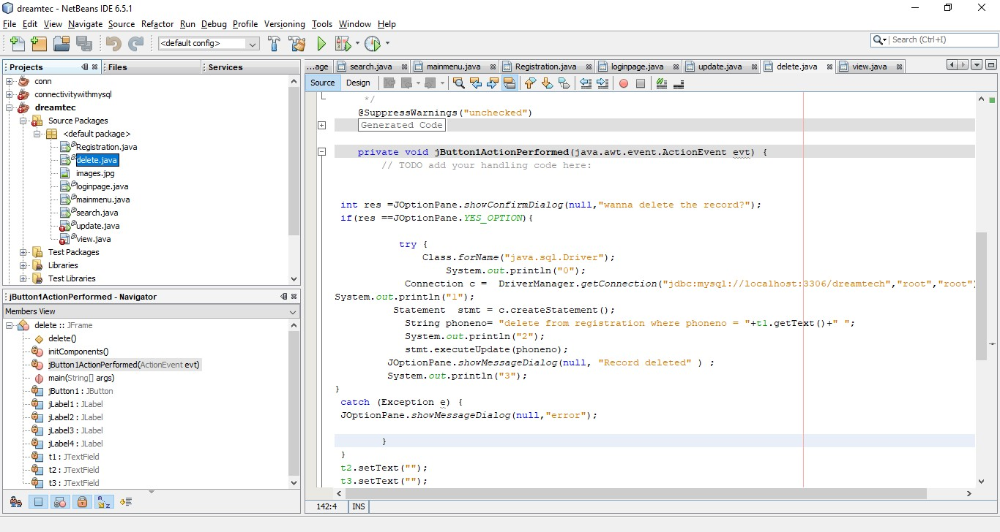 dreamtec - NetBeans IDE 6.5.1
File Edit View Navigate Source Refactor Run Debug Profile Versioning Tools Window Help
<default config>
Search (Ctrl+I)
Projects
Files
Services
conn
connectivitywithmysql
dreamtec
Source Packages
<default package>
Registration.java
delete.java
images.jpg
loginpage.java
mainmenu.java
search.java
update.java
view.java
Test Packages
Libraries
Test Libraries
jButton1ActionPerformed - Navigator
Members View
delete :: JFrame
delete()
initComponents()
jButton1ActionPerformed(ActionEvent evt)
main(String[] args)
jButton1 : JButton
jLabel1 : JLabel
jLabel2 : JLabel
jLabel3 : JLabel
jLabel4 : JLabel
t1 : JTextField
t2 : JTextField
t3 : JTextField
...age search.java mainmenu.java Registration.java loginpage.java update.java delete.java view.java
Source Design
*/
@SuppressWarnings("unchecked")
Generated Code
private void jButton1ActionPerformed(java.awt.event.ActionEvent evt) {
// TODO add your handling code here:
int res =JOptionPane.showConfirmDialog(null,"wanna delete the record?");
if(res ==JOptionPane.YES_OPTION){
try {
Class.forName("java.sql.Driver");
System.out.println("0");
Connection c = DriverManager.getConnection("jdbc:mysql://localhost:3306/dreamtech","root","root")
System.out.println("1");
Statement stmt = c.createStatement();
String phoneno= "delete from registration where phoneno = "+t1.getText()+" ";
System.out.println("2");
stmt.executeUpdate(phoneno);
JOptionPane.showMessageDialog(null, "Record deleted" ) ;
System.out.println("3");
}
catch (Exception e) {
JOptionPane.showMessageDialog(null,"error");
}
}
t2.setText("");
t3.setText("");
142:4 INS